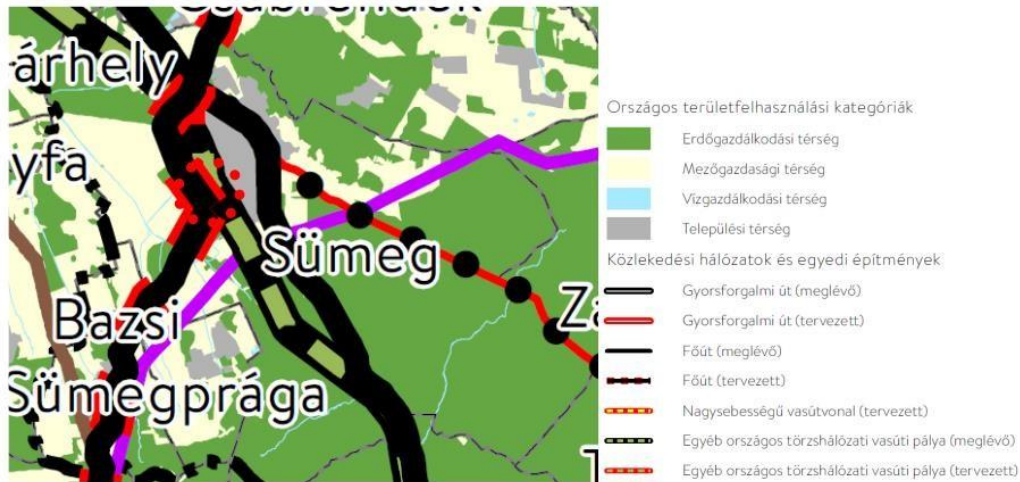 Csabrendek
árhely
yfa
Sümeg
Bazsi
Za
Sümegprága
T
Országos területfelhasználási kategóriák
Erdőgazdálkodási térség
Mezőgazdasági térség
Vízgazdálkodási térség
Települési térség
Közlekedési hálózatok és egyedi építmények
Gyorsforgalmi út (meglévő)
Gyorsforgalmi út (tervezett)
Főút (meglévő)
Főút (tervezett)
Nagysebességű vasútvonal (tervezett)
Egyéb országos törzshálózati vasúti pálya (meglévő)
Egyéb országos törzshálózati vasúti pálya (tervezett)